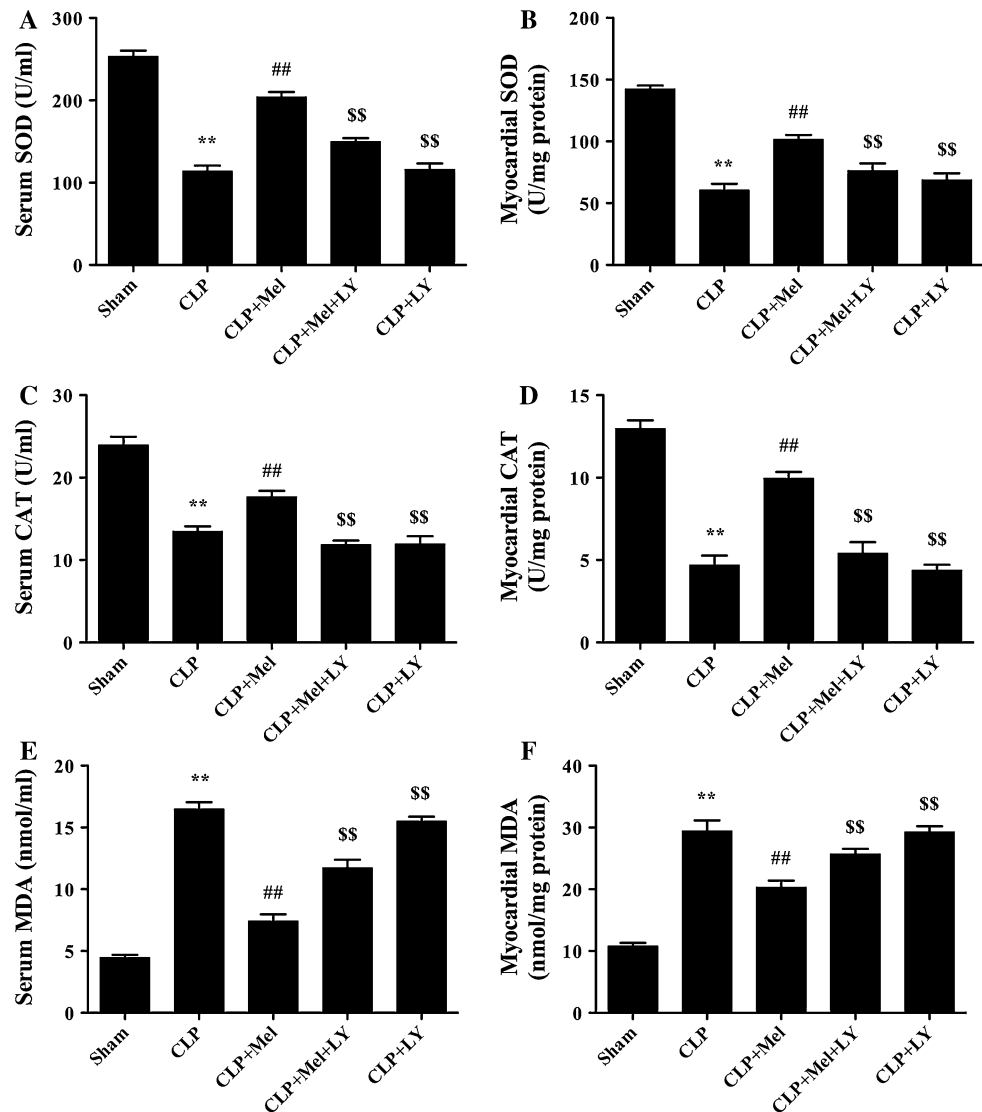 A
Serum SOD (U/ml)
300
200
100
0
**
##
$$
$$
Sham
CLP
CLP+Mel
CLP+Mel+LY
CLP+LY
B
Myocardial SOD
(U/mg protein)
200
150
100
50
0
**
##
$$
$$
Sham
CLP
CLP+Mel
CLP+Mel+LY
CLP+LY
C
Serum CAT (U/ml)
30
20
10
0
**
##
$$
$$
Sham
CLP
CLP+Mel
CLP+Mel+LY
CLP+LY
D
Myocardial CAT
(U/mg protein)
15
10
5
0
**
##
$$
$$
Sham
CLP
CLP+Mel
CLP+Mel+LY
CLP+LY
E
Serum MDA (nmol/ml)
20
15
10
5
0
**
##
$$
$$
Sham
CLP
CLP+Mel
CLP+Mel+LY
CLP+LY
F
Myocardial MDA
(nmol/mg protein)
40
30
20
10
0
**
##
$$
$$
Sham
CLP
CLP+Mel
CLP+Mel+LY
CLP+LY